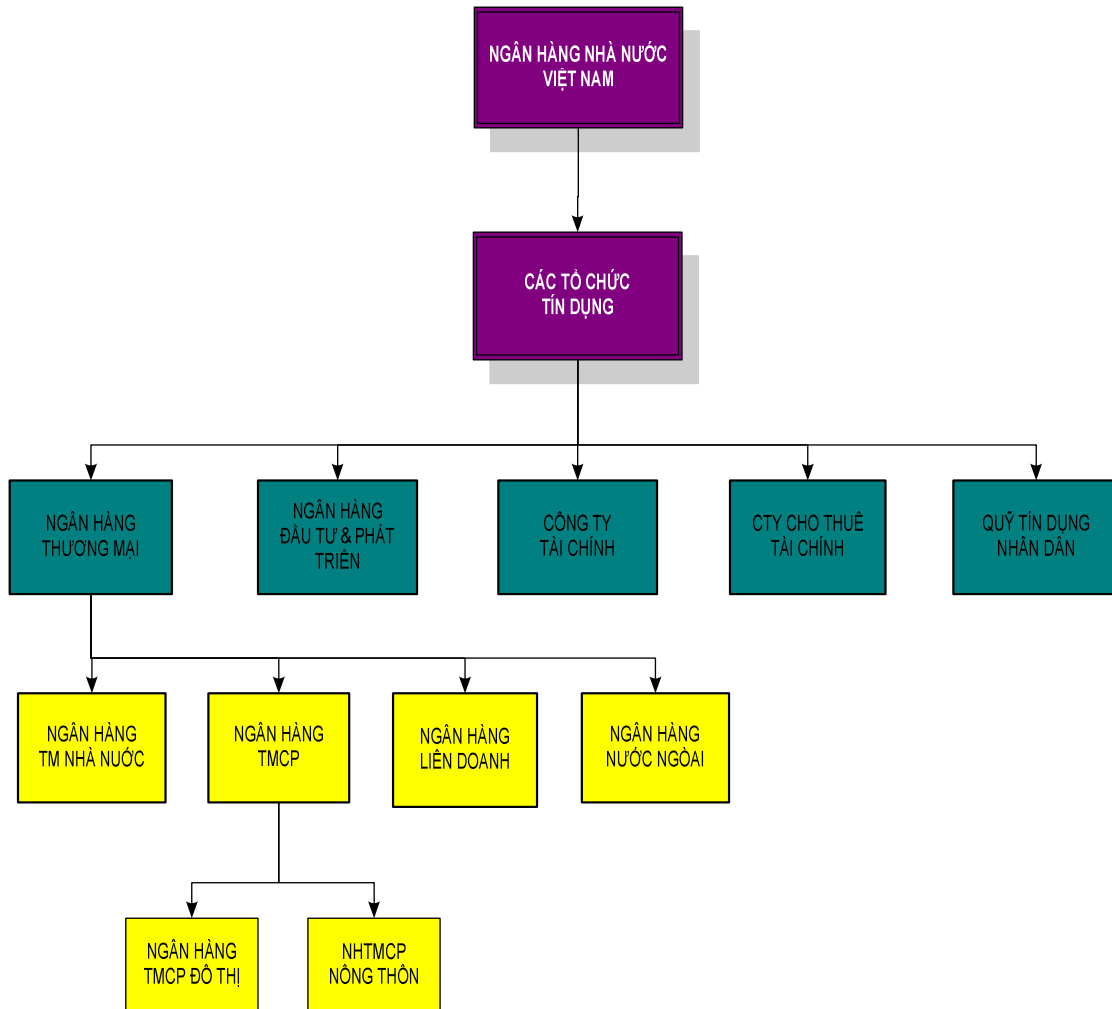 NGÂN HÀNG NHÀ NƯỚC
VIỆT NAM
CÁC TỔ CHỨC
TÍN DỤNG
NGÂN HÀNG
THƯƠNG MẠI
NGÂN HÀNG
ĐẦU TƯ & PHÁT
TRIỂN
CÔNG TY
TÀI CHÍNH
CTY CHO THUÊ
TÀI CHÍNH
QUỸ TÍN DỤNG
NHÂN DÂN
NGÂN HÀNG
TM NHÀ NUỚC
NGÂN HÀNG
TMCP
NGÂN HÀNG
LIÊN DOANH
NGÂN HÀNG
NƯỚC NGÒAI
NGÂN HÀNG
TMCP ĐÔ THỊ
NHTMCP
NÔNG THÔN